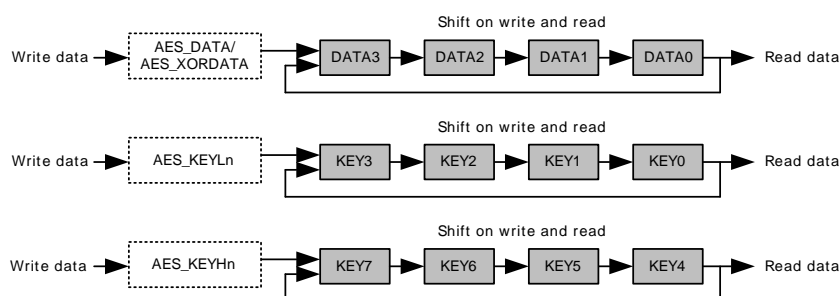 Shift on write and read
Write data
AES_DATA/
AES_XORDATA
DATA3
DATA2
DATA1
DATA0
Read data
Shift on write and read
Write data
AES_KEYLn
KEY3
KEY2
KEY1
KEY0
Read data
Shift on write and read
Write data
AES_KEYHn
KEY7
KEY6
KEY5
KEY4
Read data